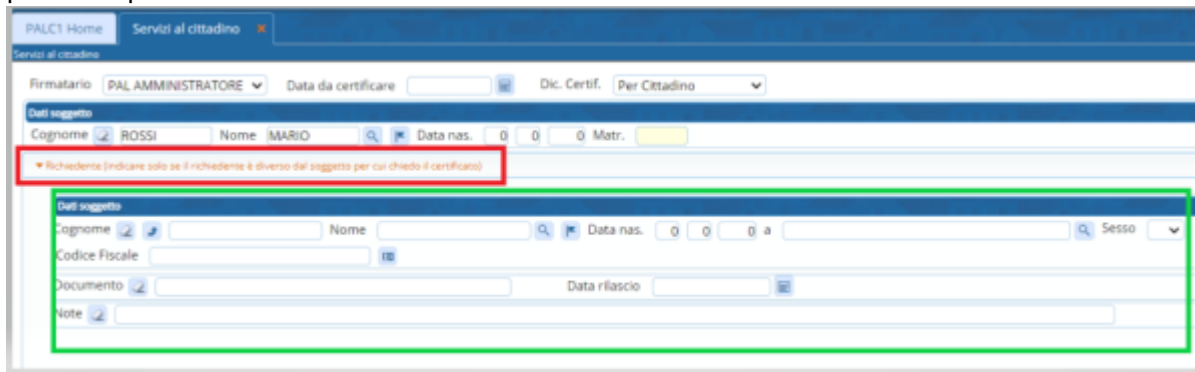 PALC1 Home Servizi al cittadino
Servizi al cittadino
Firmatario PAL AMMINISTRATORE Data da certificare Dic. Certif. Per Cittadino
Dati soggetto
Cognome ROSSI Nome MARIO Data nas. 0 0 0 Matr.
Richiedente (indicare solo se il richiedente è diverso dal soggetto per cui chiedo il certificato)
Dati soggetto
Cognome Nome Data nas. 0 0 0 a Sesso
Codice Fiscale
Documento Data rilascio
Note